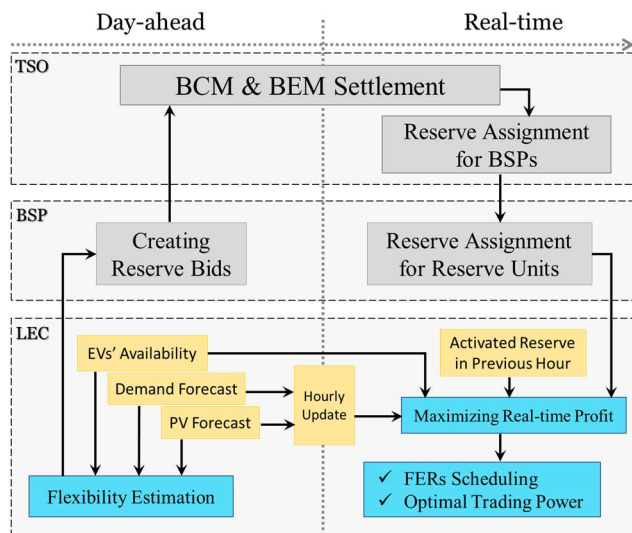 Day-ahead
Real-time
TSO
BCM & BEM Settlement
Reserve Assignment
for BSPs
BSP
Creating
Reserve Bids
Reserve Assignment
for Reserve Units
LEC
EVs' Availability
Activated Reserve
in Previous Hour
Demand Forecast
Hourly
Update
PV Forecast
Maximizing Real-time Profit
Flexibility Estimation
✓ FERs Scheduling
✓ Optimal Trading Power